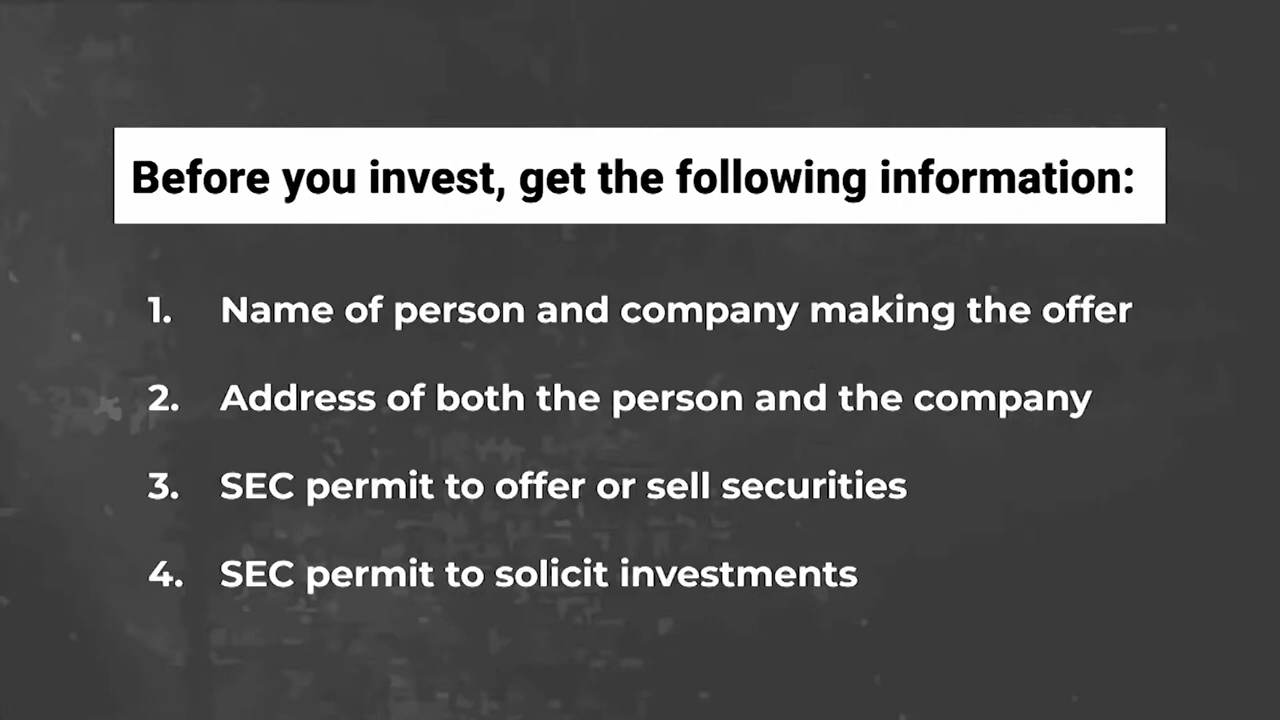 Before you invest, get the following information:
1. Name of person and company making the offer
2. Address of both the person and the company
3. SEC permit to offer or sell securities
4. SEC permit to solicit investments